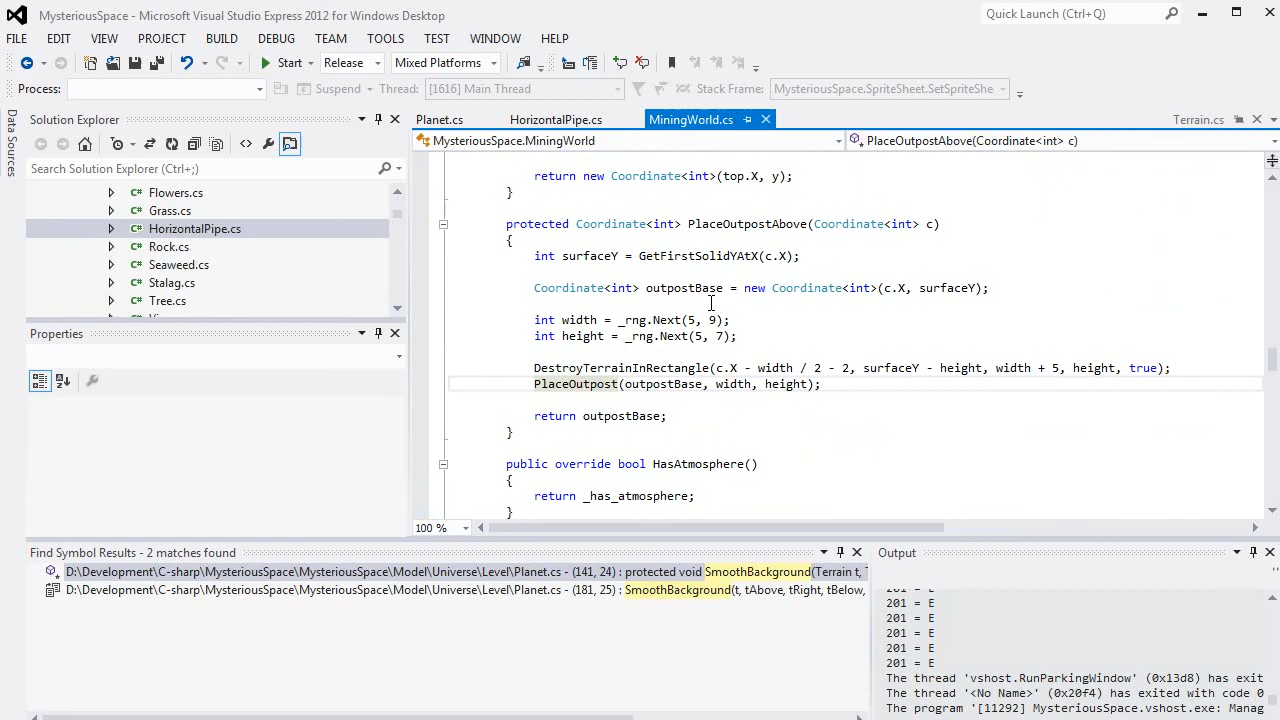 MysteriousSpace - Microsoft Visual Studio Express 2012 for Windows Desktop
Quick Launch (Ctrl+Q)
FILE EDIT VIEW PROJECT BUILD DEBUG TEAM TOOLS TEST WINDOW HELP
Start Release Mixed Platforms
Process: Suspend Thread: [1616] Main Thread Stack Frame: MysteriousSpace.SpriteSheet.SetSpriteShe
Data Sources
Solution Explorer
Search Solution Explorer (Ctrl+;)
C# Flowers.cs
C# Grass.cs
C# HorizontalPipe.cs
C# Rock.cs
C# Seaweed.cs
C# Stalag.cs
C# Tree.cs
Properties
Planet.cs HorizontalPipe.cs MiningWorld.cs Terrain.cs
MysteriousSpace.MiningWorld PlaceOutpostAbove(Coordinate<int> c)
return new Coordinate<int>(top.X, y);
}
protected Coordinate<int> PlaceOutpostAbove(Coordinate<int> c)
{
int surfaceY = GetFirstSolidYAtX(c.X);
Coordinate<int> outpostBase = new Coordinate<int>(c.X, surfaceY);
int width = _rng.Next(5, 9);
int height = _rng.Next(5, 7);
DestroyTerrainInRectangle(c.X - width / 2 - 2, surfaceY - height, width + 5, height, true);
PlaceOutpost(outpostBase, width, height);
return outpostBase;
}
public override bool HasAtmosphere()
{
return _has_atmosphere;
}
100 %
Find Symbol Results - 2 matches found
D:\Development\C-sharp\MysteriousSpace\MysteriousSpace\Model\Universe\Level\Planet.cs - (141, 24) : protected void SmoothBackground(Terrain t, T
D:\Development\C-sharp\MysteriousSpace\MysteriousSpace\Model\Universe\Level\Planet.cs - (181, 25) : SmoothBackground(t, tAbove, tRight, tBelow,
Output
201 = E
201 = E
201 = E
201 = E
201 = E
201 = E
The thread 'vshost.RunParkingWindow' (0x13d8) has exit
The thread '<No Name>' (0x20f4) has exited with code 0
The program '[11292] MysteriousSpace.vshost.exe: Manag